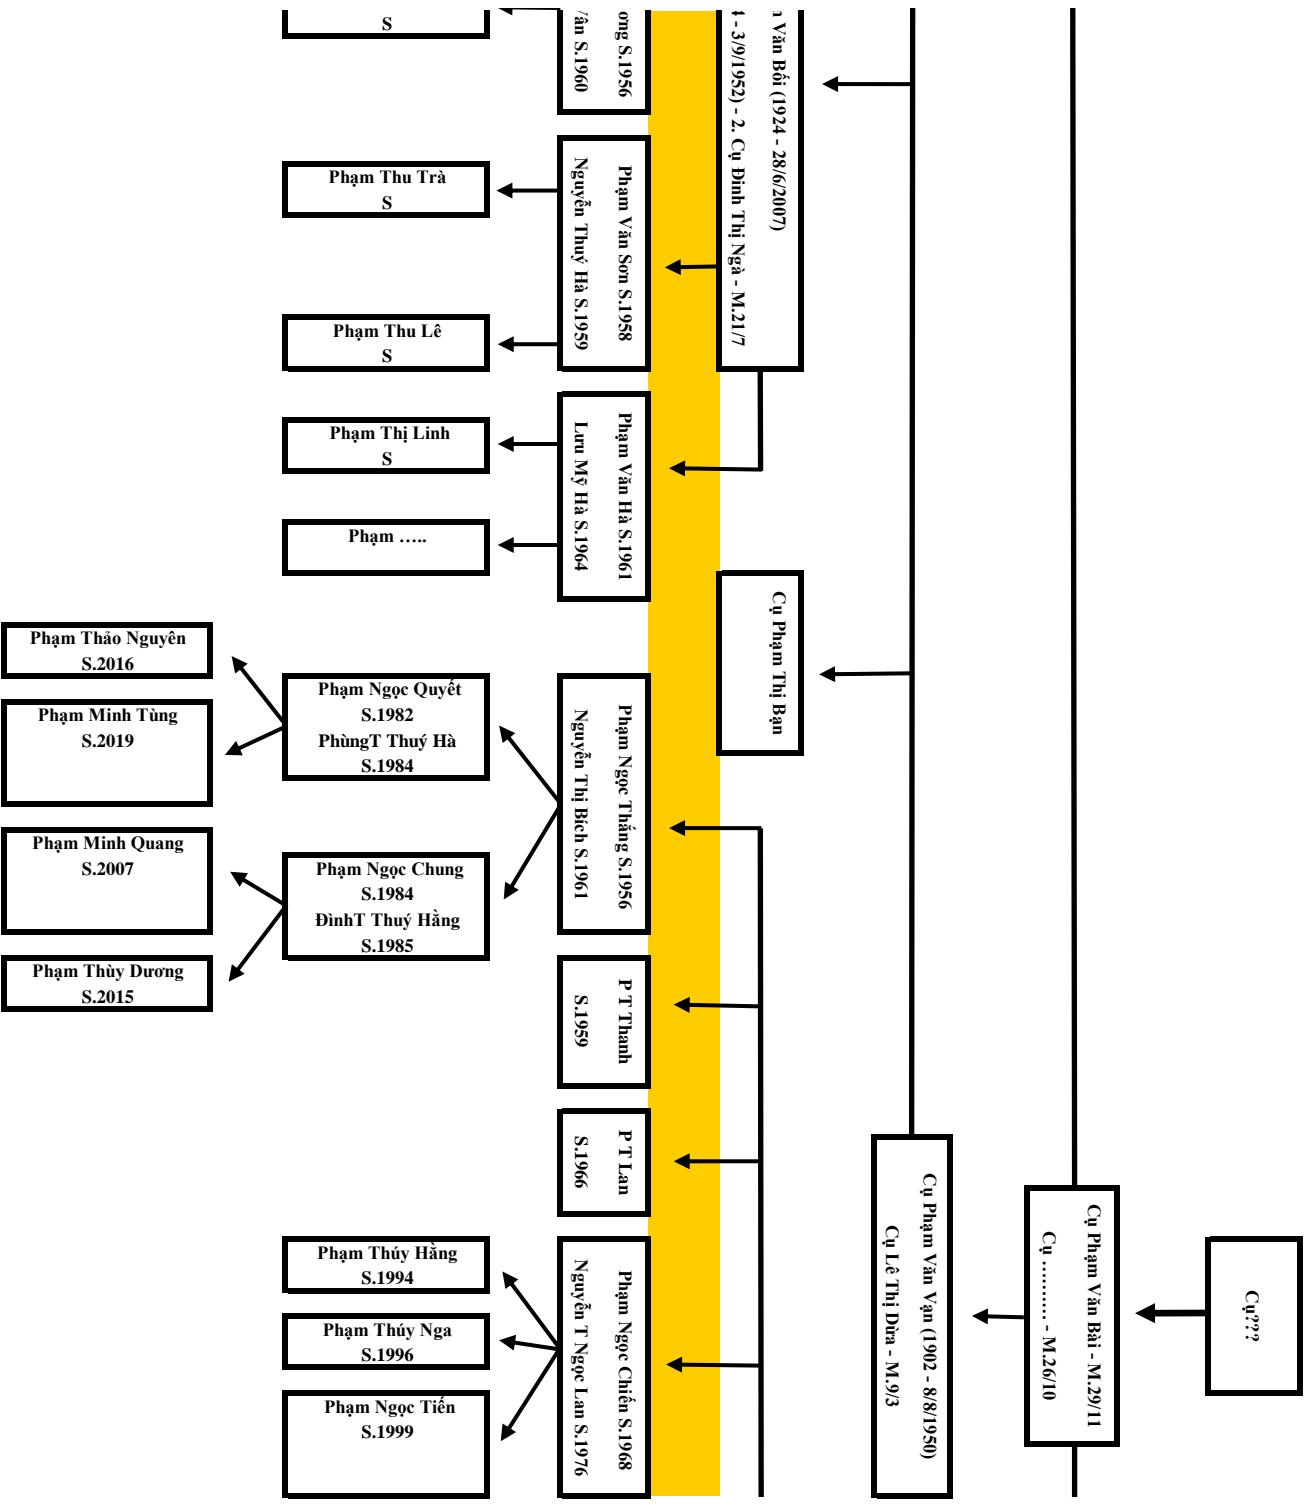 S
ơng S.1956
Vân S.1960
n Văn Bối (1924 - 28/6/2007)
4 - 3/9/1952) - 2. Cụ Đinh Thị Ngà - M.21/7
Phạm Thu Trà
S
Phạm Văn Sơn S.1958
Nguyễn Thuý Hà S.1959
Phạm Thu Lê
S
Phạm Thị Linh
S
Phạm Văn Hà S.1961
Lưu Mỹ Hà S.1964
Phạm …..
Cụ Phạm Thị Bạn
Phạm Thảo Nguyên
S.2016
Phạm Minh Tùng
S.2019
Phạm Ngọc Quyết
S.1982
PhùngT Thuý Hà
S.1984
Phạm Ngọc Thắng S.1956
Nguyễn Thị Bích S.1961
Phạm Minh Quang
S.2007
Phạm Ngọc Chung
S.1984
ĐìnhT Thuý Hằng
S.1985
Phạm Thùy Dương
S.2015
P T Thanh
S.1959
P T Lan
S.1966
Phạm Thúy Hằng
S.1994
Phạm Thúy Nga
S.1996
Phạm Ngọc Tiến
S.1999
Phạm Ngọc Chiến S.1968
Nguyễn T Ngọc Lan S.1976
Cụ Phạm Văn Vạn (1902 - 8/8/1950)
Cụ Lê Thị Dừa - M.9/3
Cụ Phạm Văn Bài - M.29/11
Cụ ………. - M.26/10
Cụ???